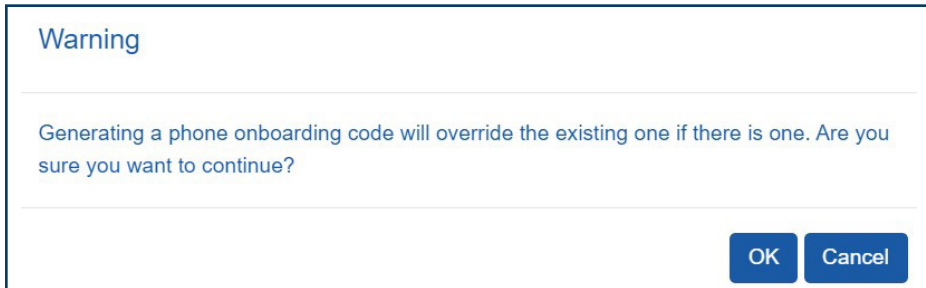 Warning
Generating a phone onboarding code will override the existing one if there is one. Are you
sure you want to continue?
OK Cancel